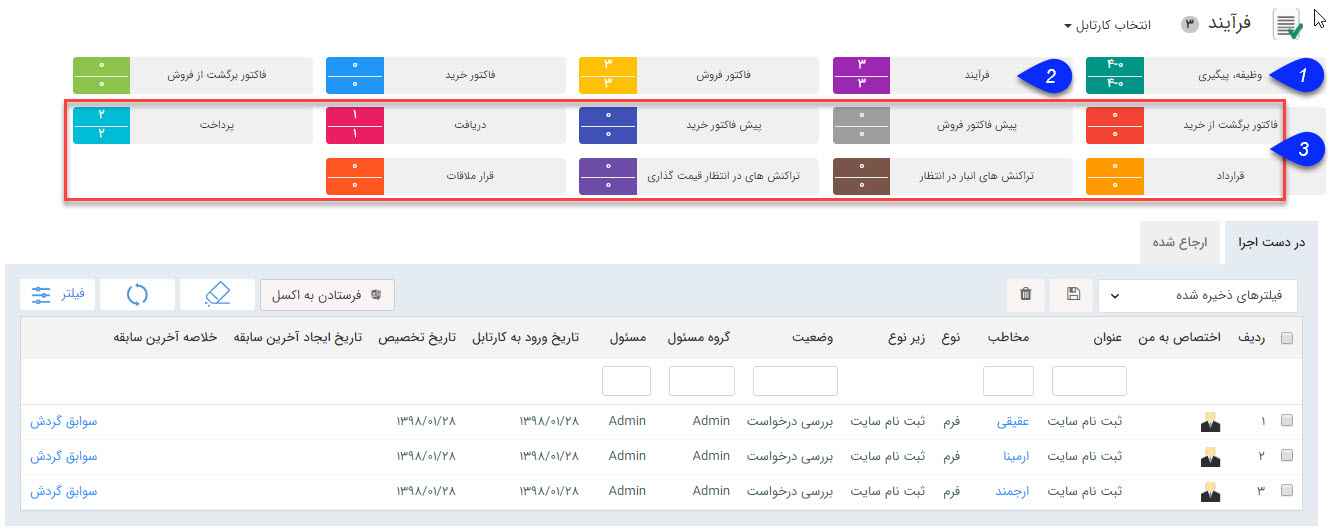 فرآیند ۳ انتخاب کارتابل
وظیفه، پیگیری ۴-۰ ۴-۰ 1
فرآیند ۳ ۳ 2
فاکتور فروش ۳ ۳
فاکتور خرید ۰ ۰
فاکتور برگشت از فروش ۰ ۰
فاکتور برگشت از خرید ۰ ۰ 3
پیش فاکتور فروش ۰ ۰
پیش فاکتور خرید ۰ ۰
دریافت ۱ ۱
پرداخت ۲ ۲
قرارداد ۰ ۰
تراکنش های انبار در انتظار ۰ ۰
تراکنش های در انتظار قیمت گذاری ۰ ۰
قرار ملاقات ۰ ۰
در دست اجرا ارجاع شده
فیلترهای ذخیره شده فرستادن به اکسل فیلتر
ردیف اختصاص به من عنوان مخاطب نوع زیر نوع وضعیت گروه مسئول مسئول تاریخ ورود به کارتابل تاریخ تخصیص تاریخ ایجاد آخرین سابقه خلاصه آخرین سابقه
۱ ثبت نام سایت عقیقی فرم ثبت نام سایت بررسی درخواست Admin Admin ۱۳۹۸/۰۱/۲۸ ۱۳۹۸/۰۱/۲۸ سوابق گردش
۲ ثبت نام سایت ارمینا فرم ثبت نام سایت بررسی درخواست Admin Admin ۱۳۹۸/۰۱/۲۸ ۱۳۹۸/۰۱/۲۸ سوابق گردش
۳ ثبت نام سایت ارجمند فرم ثبت نام سایت بررسی درخواست Admin Admin ۱۳۹۸/۰۱/۲۸ ۱۳۹۸/۰۱/۲۸ سوابق گردش